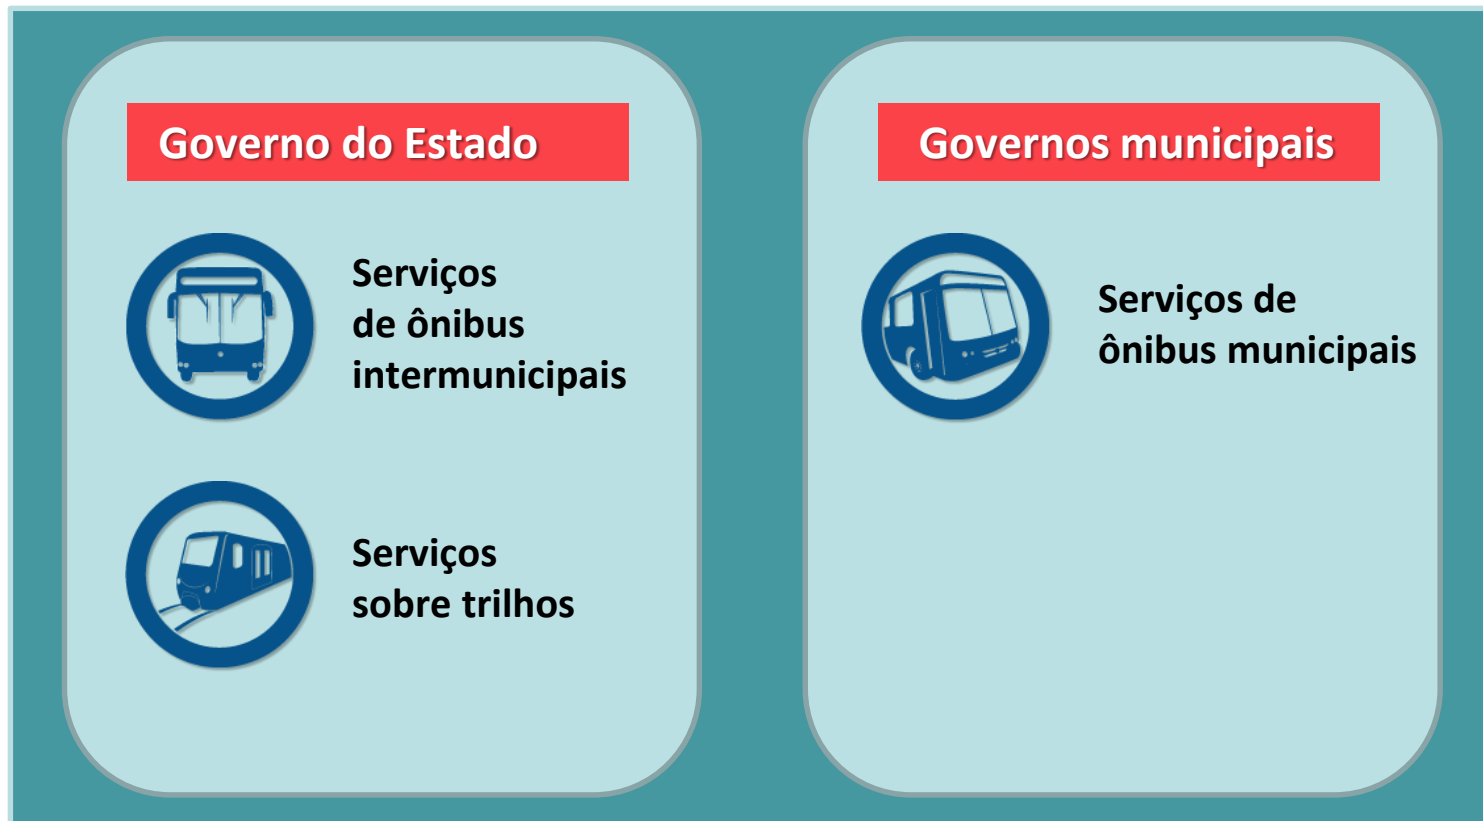 Governo do Estado
Serviços
de ônibus
intermunicipais
Serviços
sobre trilhos
Governos municipais
Serviços de
ônibus municipais